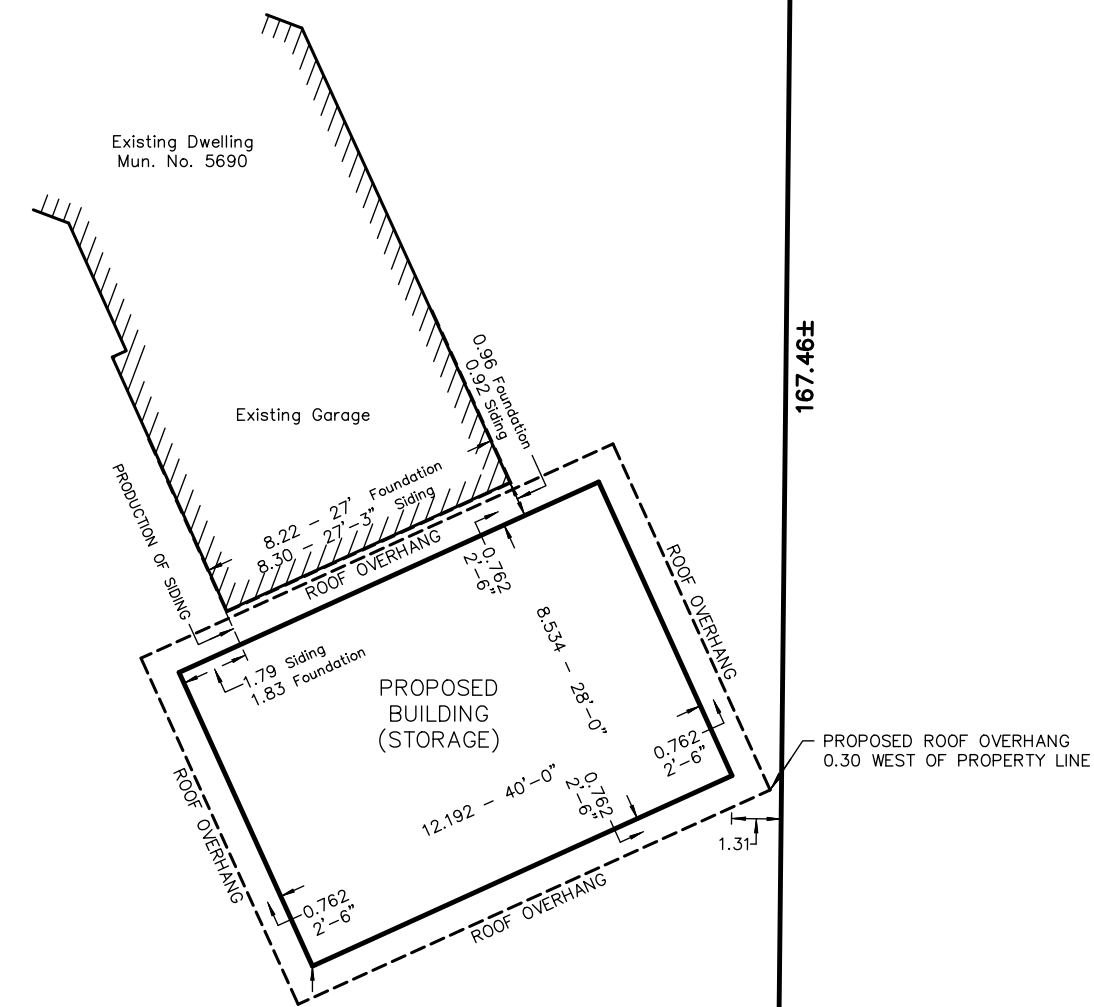 Existing Dwelling
Mun. No. 5690
167.46±
0.96 Foundation
0.92 Siding
Existing Garage
8.22 - 27' Foundation
8.30 - 27'-3" Siding
PRODUCTION OF SIDING
ROOF OVERHANG
0.762
2'-6"
ROOF OVERHANG
8.534 - 28'-0"
1.79 Siding
1.83 Foundation
PROPOSED
BUILDING
(STORAGE)
0.762
2'-6"
PROPOSED ROOF OVERHANG
0.30 WEST OF PROPERTY LINE
ROOF OVERHANG
12.192 - 40'-0"
0.762
2'-6"
1.31
0.762
2'-6"
ROOF OVERHANG